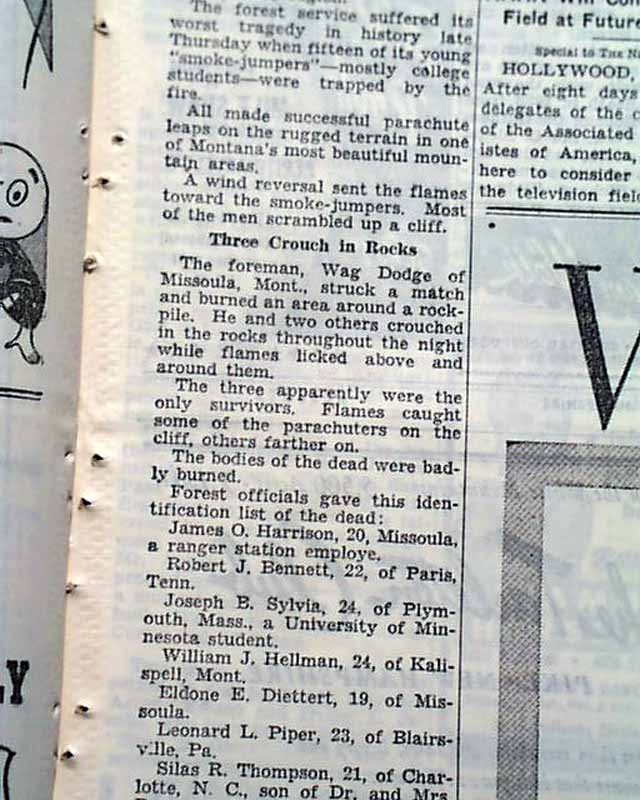 The forest service suffered its
worst tragedy in history late
Thursday when fifteen of its young
"smoke-jumpers"—mostly college
students—were trapped by the
fire.
All made successful parachute
leaps on the rugged terrain in one
of Montana's most beautiful moun-
tain areas.
A wind reversal sent the flames
toward the smoke-jumpers. Most
of the men scrambled up a cliff.
Three Crouch in Rocks
The foreman, Wag Dodge of
Missoula, Mont., struck a match
and burned an area around a rock-
pile. He and two others crouched
in the rocks throughout the night
while flames licked above and
around them.
The three apparently were the
only survivors. Flames caught
some of the parachuters on the
cliff, others farther on.
The bodies of the dead were bad-
ly burned.
Forest officials gave this iden-
tification list of the dead:
James O. Harrison, 20, Missoula,
a ranger station employe.
Robert J. Bennett, 22, of Paris,
Tenn.
Joseph B. Sylvia, 24, of Plym-
outh, Mass., a University of Min-
nesota student.
William J. Hellman, 24, of Kali-
spell, Mont.
Eldone E. Diettert, 19, of Mis-
soula.
Leonard L. Piper, 23, of Blairs-
ville, Pa.
Silas R. Thompson, 21, of Char-
lotte, N. C., son of Dr. and Mrs
Field at Future
Special to THE N
HOLLYWOOD,
After eight days
delegates of the c
of the Associated
istes of America,
here to consider
the television fiel
V
LY